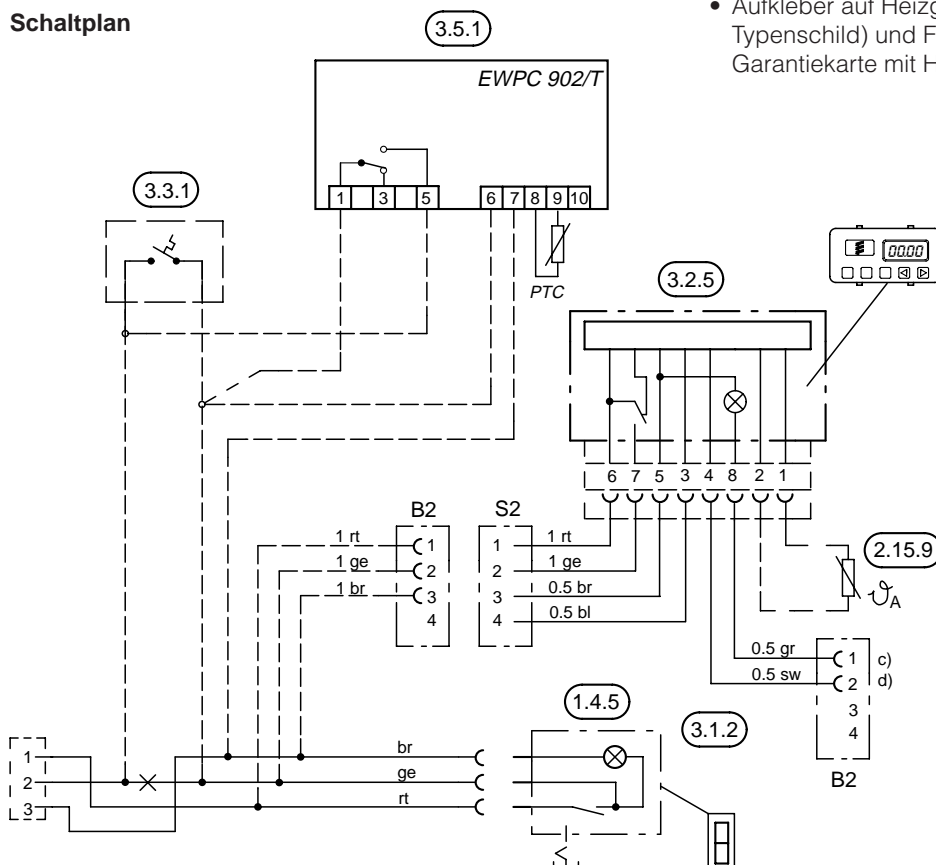 Schaltplan
• Aufkleber auf Heizg
Typenschild) und F
Garantiekarte mit H
3.5.1
EWPC 902/T
1 3 5 6 7 8 9 10
PTC
3.3.1
00.00
3.2.5
6 7 5 3 4 8 2 1
B2 S2
1 rt 1 1 1 rt
1 ge 2 2 1 ge
1 br 3 3 0.5 br
4 4 0.5 bl
2.15.9
ϑA
0.5 gr 1 c)
0.5 sw 2 d)
3
4
B2
1.4.5
3.1.2
1 br
2 ge
3 rt